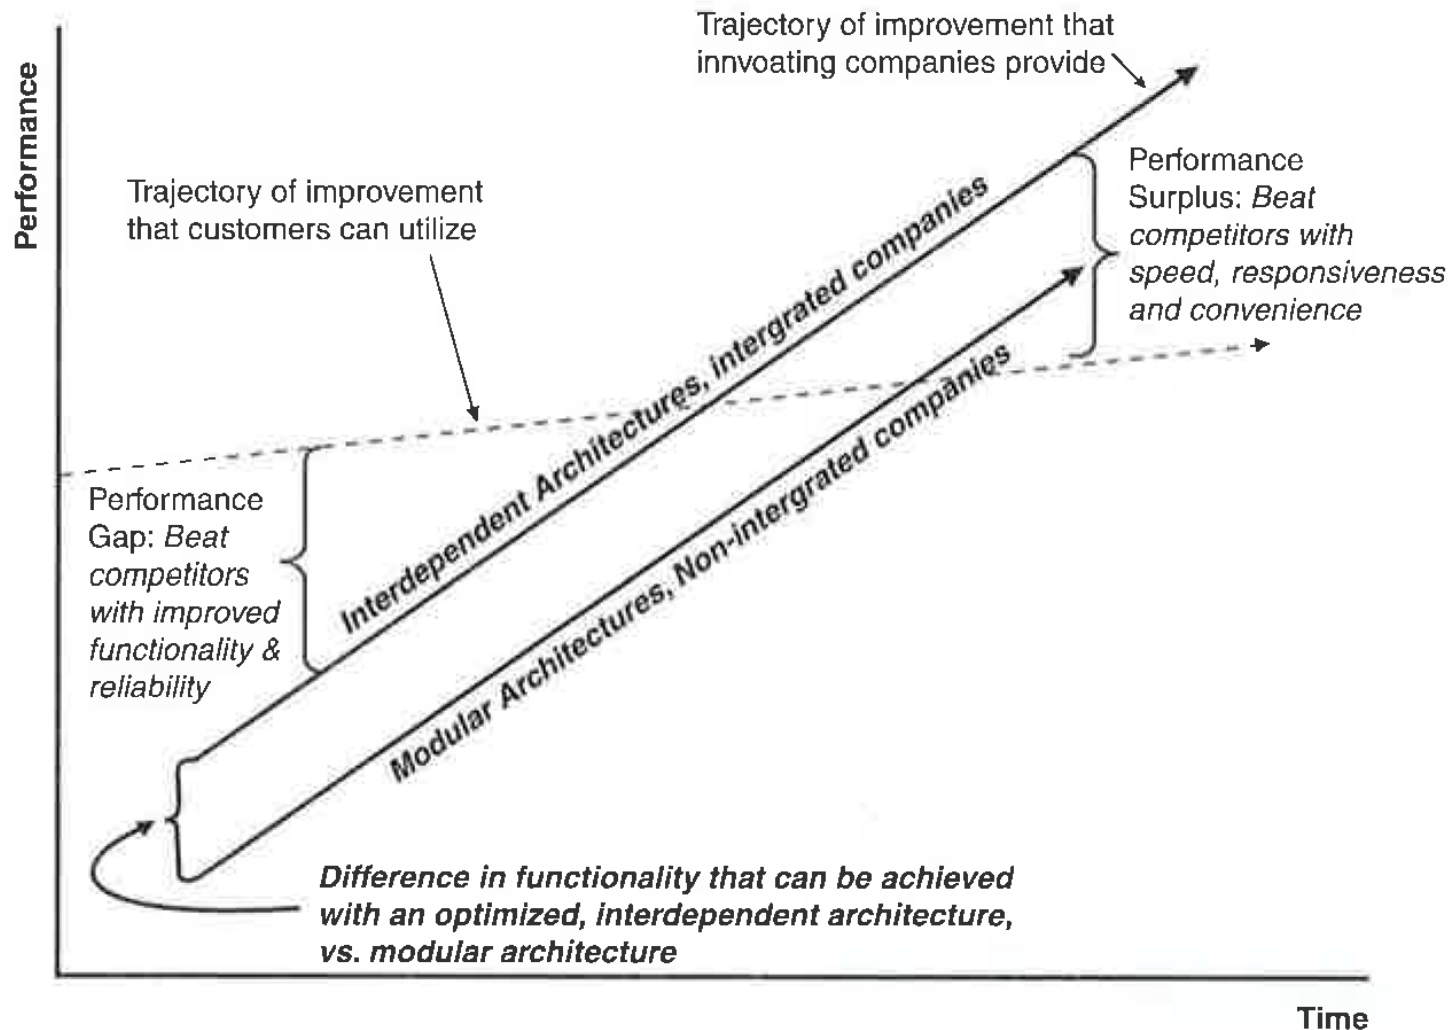 Trajectory of improvement that
innvoating companies provide
Performance
Trajectory of improvement
that customers can utilize
Performance
Surplus: Beat
competitors with
speed, responsiveness
and convenience
Interdependent Architectures, intergrated companies
Modular Architectures, Non-intergrated companies
Performance
Gap: Beat
competitors
with improved
functionality &
reliability
Difference in functionality that can be achieved
with an optimized, interdependent architecture,
vs. modular architecture
Time